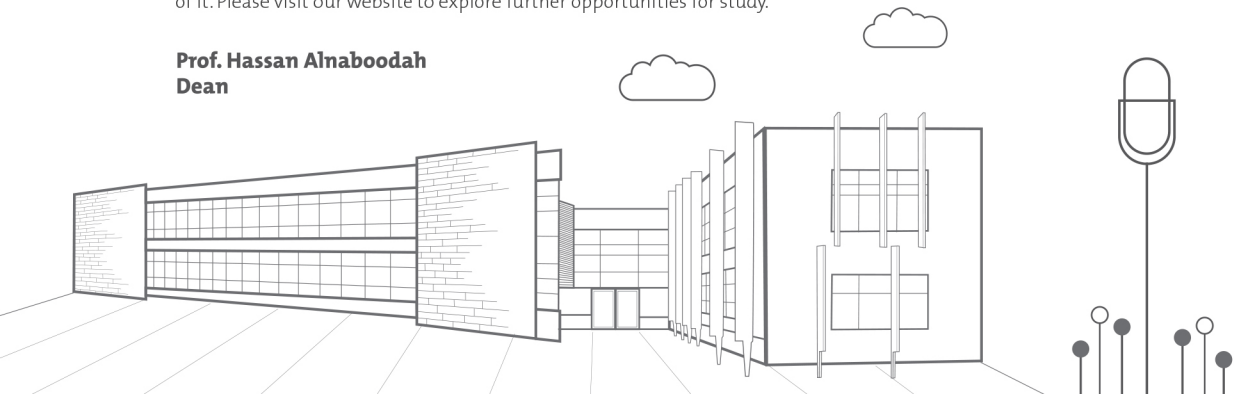 of it. Please visit our website to explore further opportunities for study.
Prof. Hassan Alnaboodah
Dean